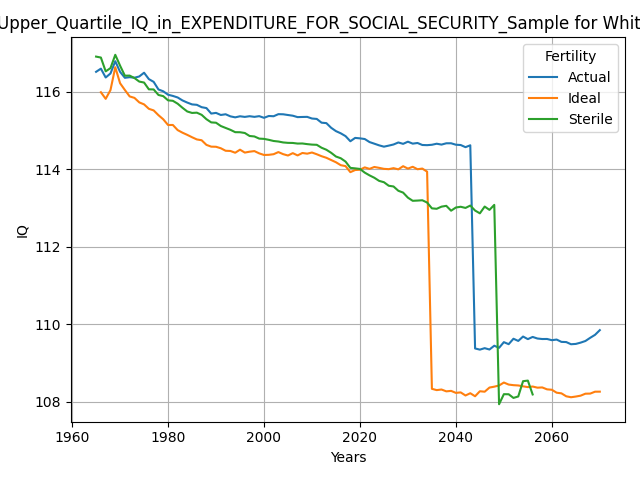 Upper_Quartile_IQ_in_EXPENDITURE_FOR_SOCIAL_SECURITY_Sample for Whit
Fertility
Actual
Ideal
Sterile
116
114
112
110
108
IQ
1960
1980
2000
2020
2040
2060
Years